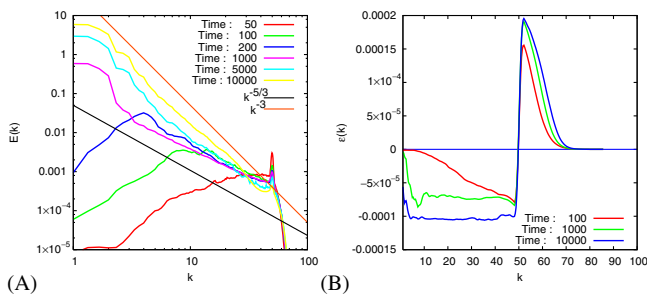 10
1
0.1
0.01
0.001
1×10⁻⁴
1×10⁻⁵
E(k)
1
10
100
k
Time : 50
Time : 100
Time : 200
Time : 1000
Time : 5000
Time : 10000
k^-5/3
k^-3
(A)
0.0002
0.00015
0.0001
5×10⁻⁵
0
−5×10⁻⁵
−0.0001
−0.00015
ε(k)
10 20 30 40 50 60 70 80 90 100
k
Time : 100
Time : 1000
Time : 10000
(B)